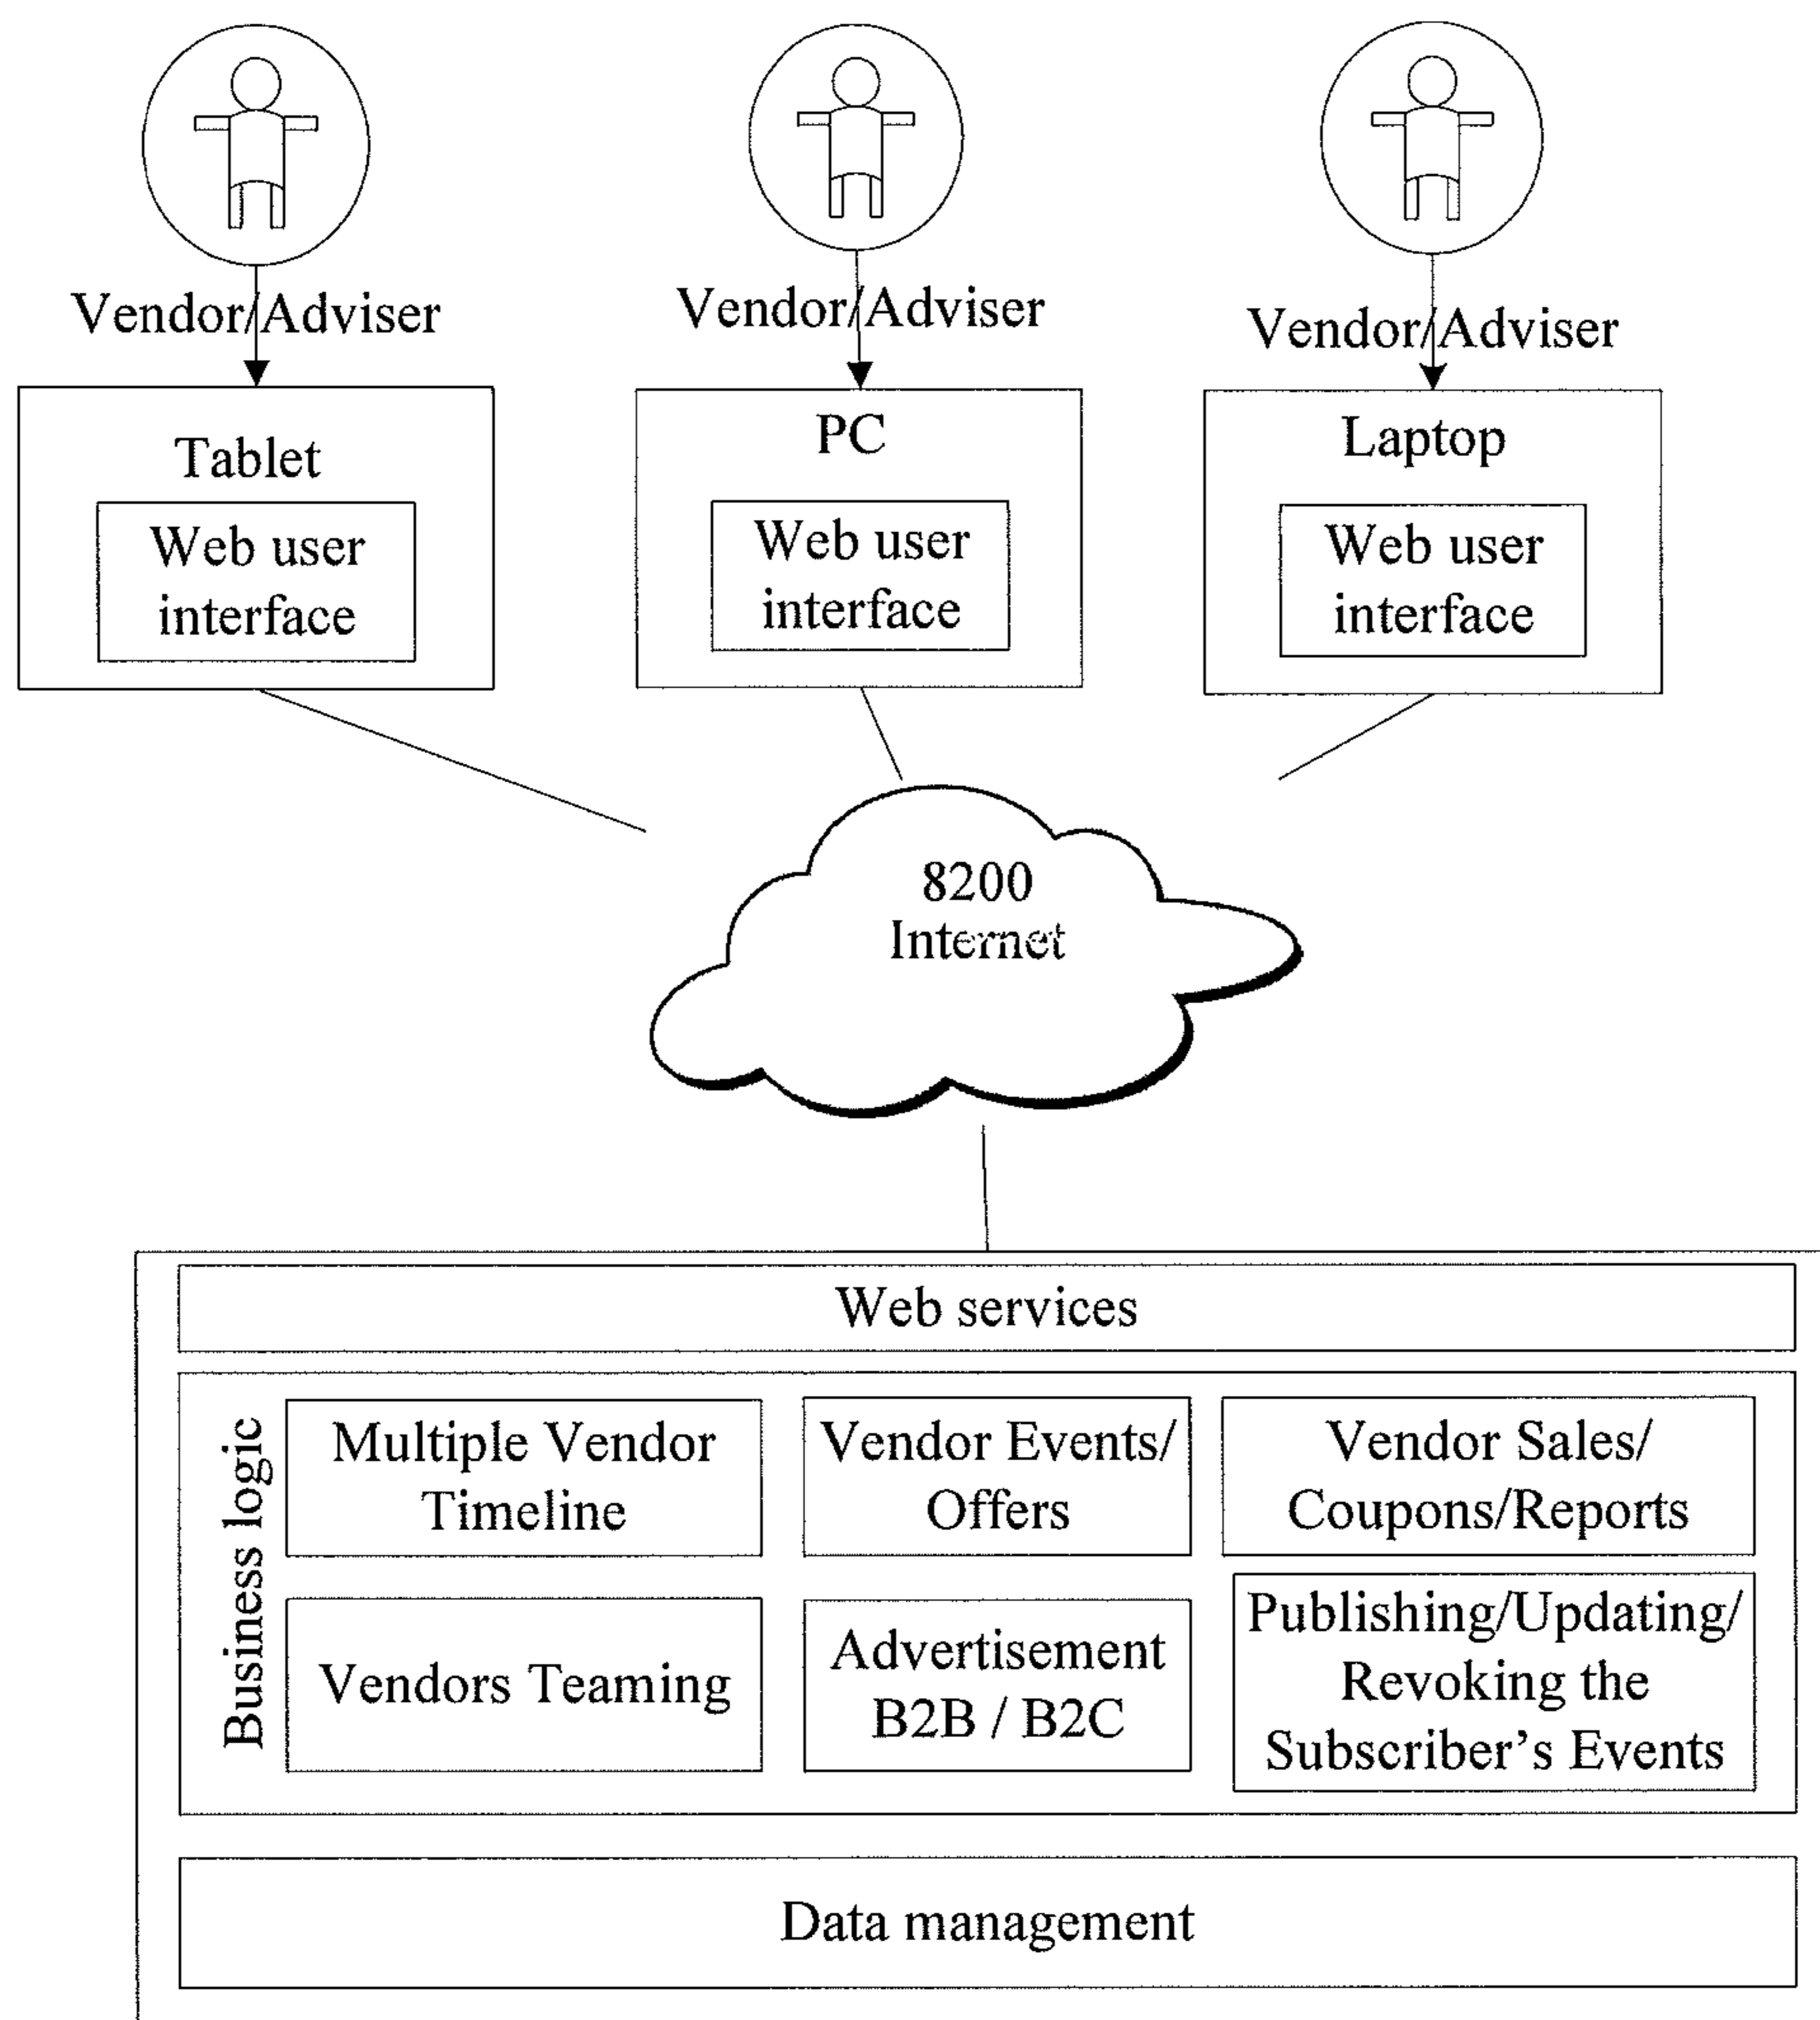 Vendor/Adviser
Vendor/Adviser
Vendor/Adviser
Tablet
Web user
interface
PC
Web user
interface
Laptop
Web user
interface
8200
Internet
Web services
Business logic
Multiple Vendor
Timeline
Vendor Events/
Offers
Vendor Sales/
Coupons/Reports
Vendors Teaming
Advertisement
B2B / B2C
Publishing/Updating/
Revoking the
Subscriber’s Events
Data management